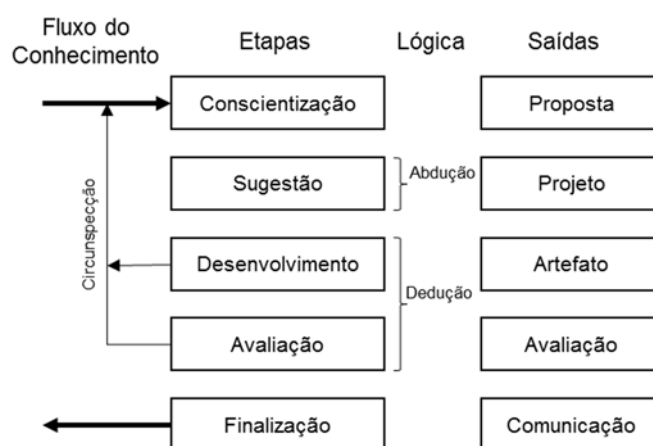 Fluxo do
Conhecimento
Etapas
Lógica
Saídas
Conscientização
Proposta
Sugestão
Abdução
Projeto
Circunspecção
Desenvolvimento
Dedução
Artefato
Avaliação
Avaliação
Finalização
Comunicação